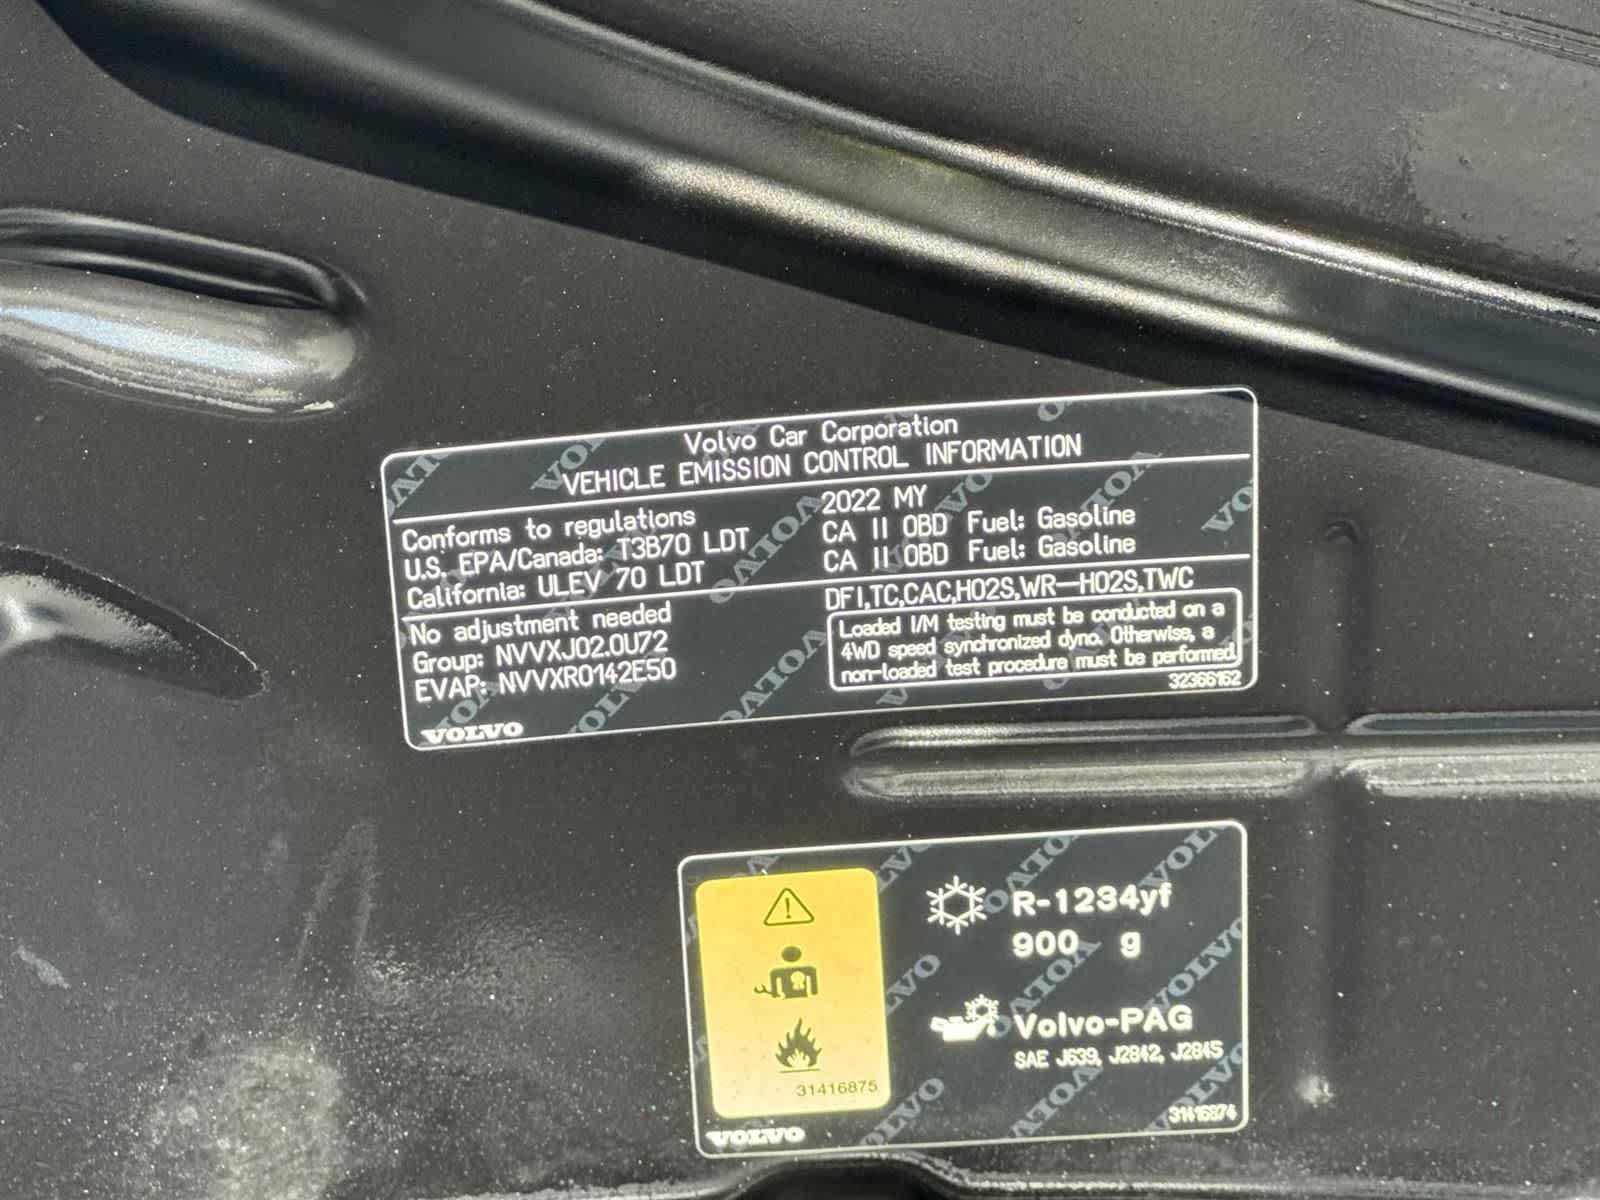 Volvo Car Corporation
VEHICLE EMISSION CONTROL INFORMATION
Conforms to regulations 2022 MY
U.S. EPA/Canada: T3B70 LDT CA II OBD Fuel: Gasoline
California: ULEV 70 LDT CA II OBD Fuel: Gasoline
No adjustment needed DFI,TC,CAC,HO2S,WR-HO2S,TWC
Group: NVVXJ02.0U72
EVAP: NVVXR0142E50
Loaded I/M testing must be conducted on a
4WD speed synchronized dyno. Otherwise, a
non-loaded test procedure must be performed
32366162
VOLVO
R-1234yf
900 g
Volvo-PAG
SAE J639, J2842, J2845
31416875
31416874
VOLVO